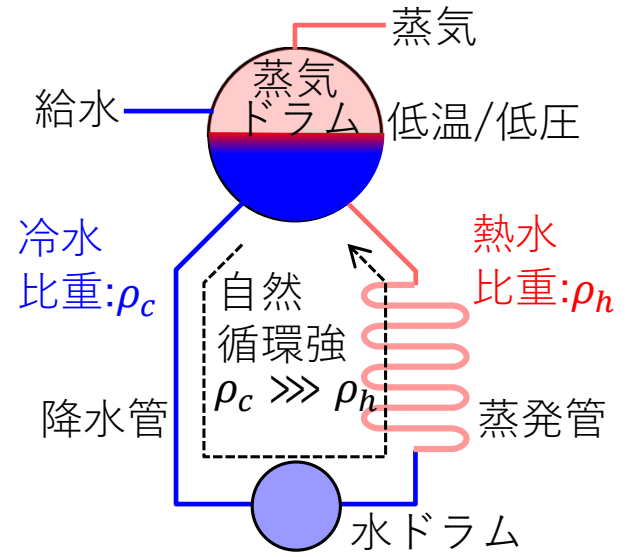 蒸気
蒸気
ドラム
給水
低温/低圧
冷水
比重:ρc
熱水
比重:ρh
自然
循環強
ρc ⋙ ρh
降水管
蒸発管
水ドラム